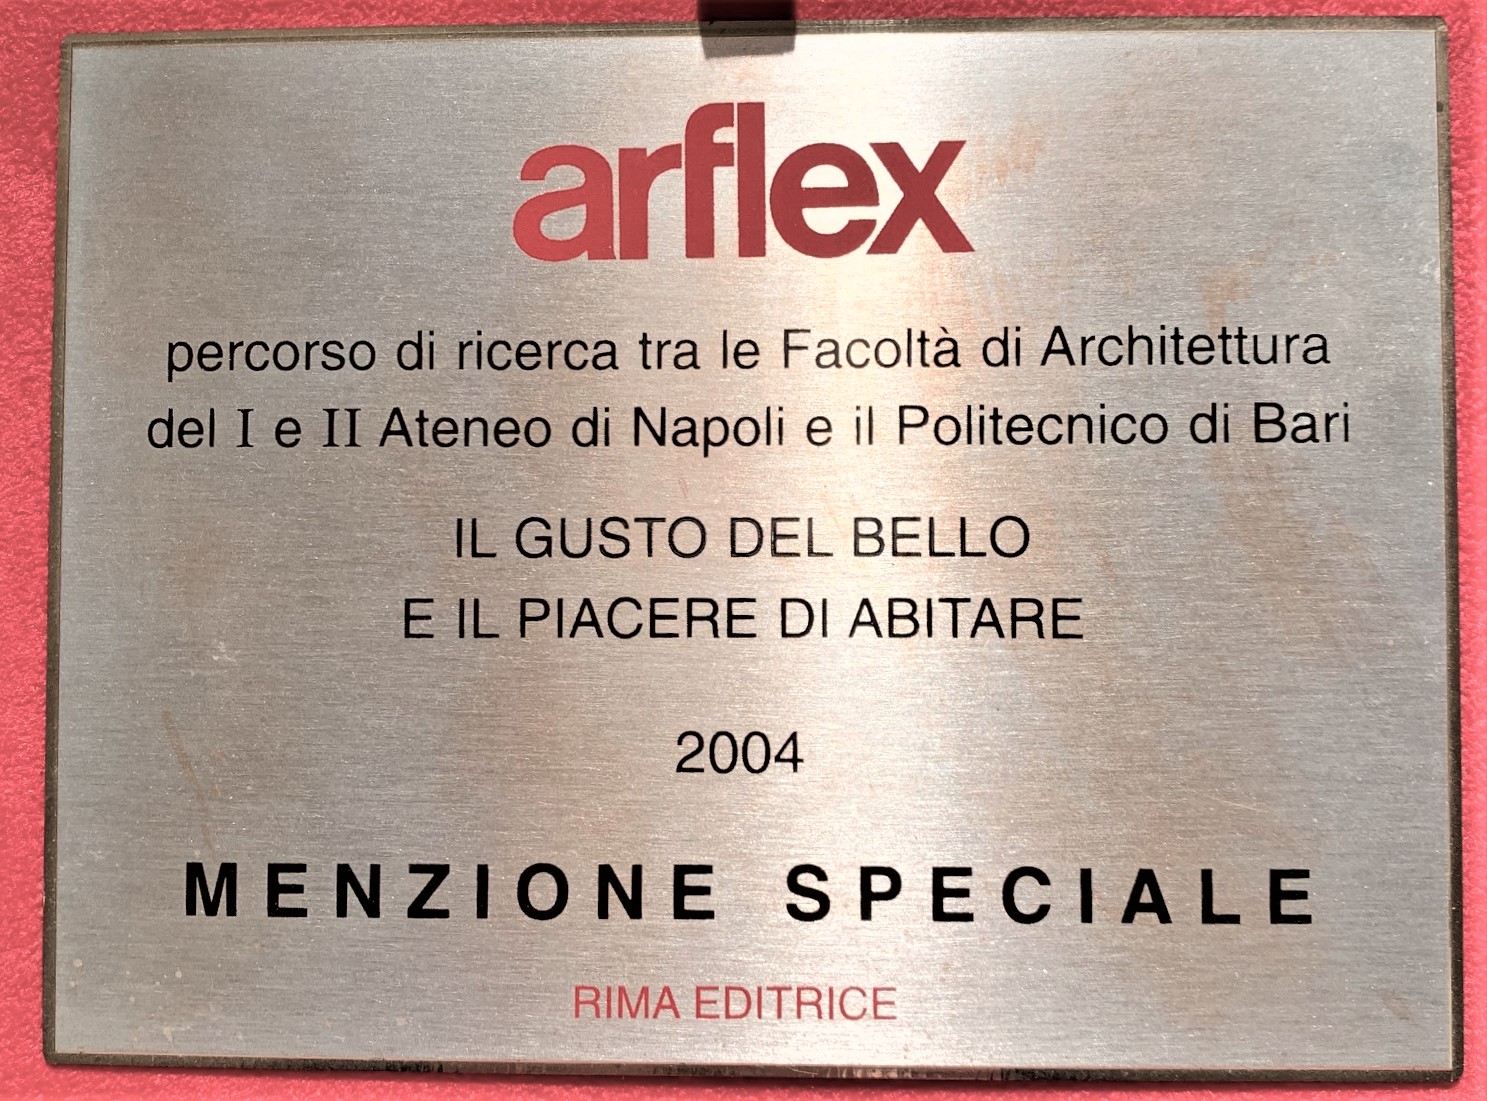 arflex
percorso di ricerca tra le Facoltà di Architettura
del I e II Ateneo di Napoli e il Politecnico di Bari
IL GUSTO DEL BELLO
E IL PIACERE DI ABITARE
2004
MENZIONE SPECIALE
RIMA EDITRICE